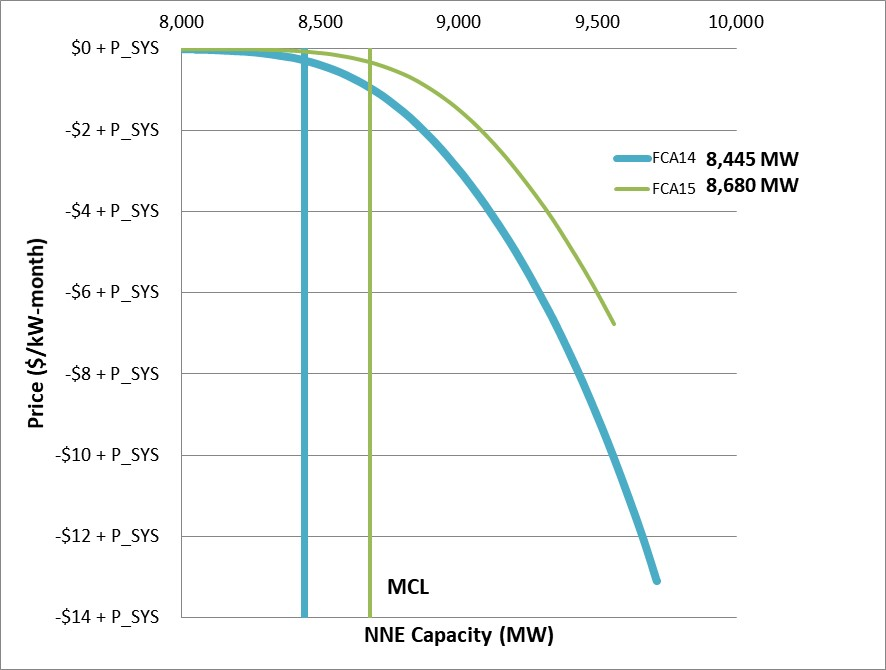 8,000 8,500 9,000 9,500 10,000
$0 + P_SYS
-$2 + P_SYS
FCA14 8,445 MW
FCA15 8,680 MW
-$4 + P_SYS
-$6 + P_SYS
-$8 + P_SYS
-$10 + P_SYS
-$12 + P_SYS
-$14 + P_SYS
Price ($/kW-month)
MCL
NNE Capacity (MW)